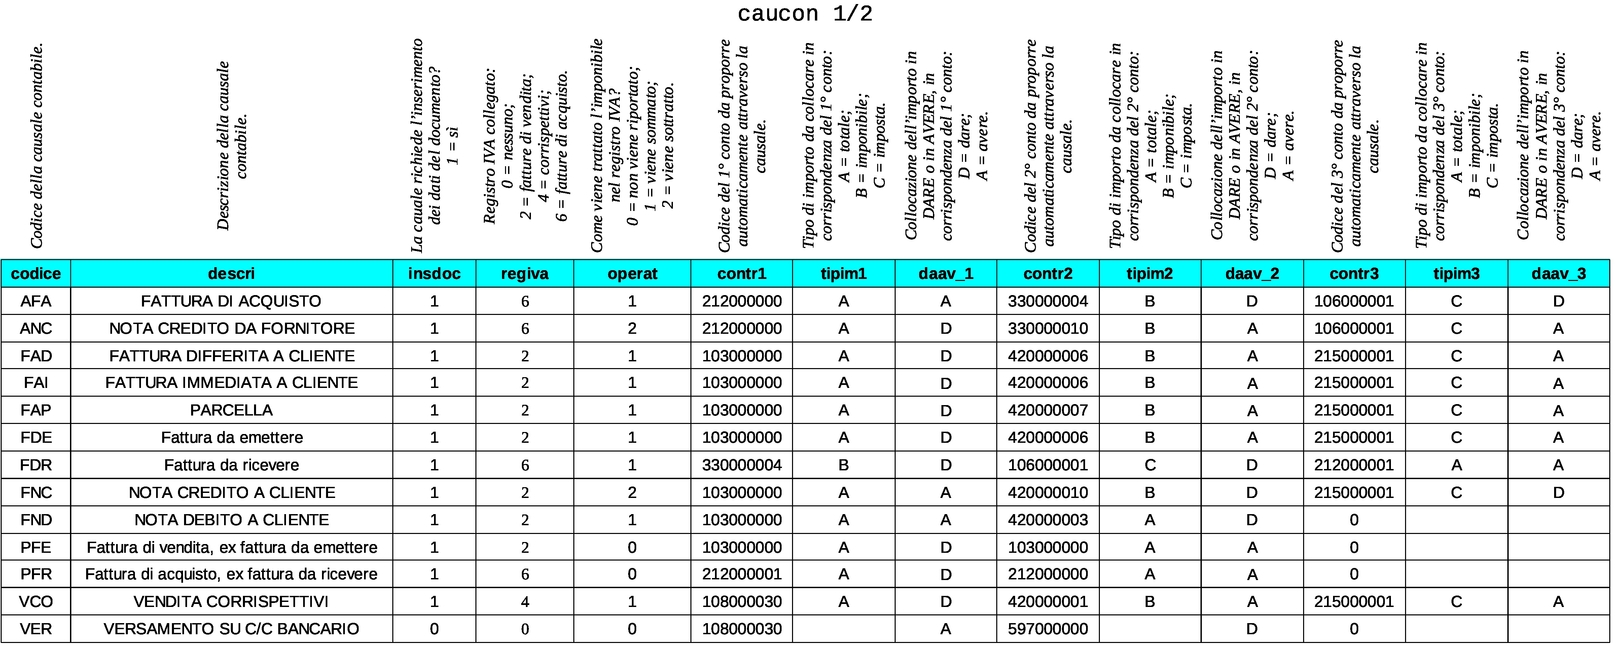 caucon 1/2
Codice della causale contabile.
Descrizione della causale
contabile.
La cauale richiede l'inserimento
dei dati del documento?
1 = sì
Registro IVA collegato:
0 = nessuno;
2 = fatture di vendita;
4 = corrispettivi;
6 = fatture di acquisto.
Come viene trattato l'imponibile
nel registro IVA?
0 = non viene riportato;
1 = viene sommato;
2 = viene sottratto.
Codice del 1° conto da proporre
automaticamente attraverso la
causale.
Tipo di importo da collocare in
corrispondenza del 1° conto:
A = totale;
B = imponibile;
C = imposta.
Collocazione dell'importo in
DARE o in AVERE, in
corrispondenza del 1° conto:
D = dare;
A = avere.
Codice del 2° conto da proporre
automaticamente attraverso la
causale.
Tipo di importo da collocare in
corrispondenza del 2° conto:
A = totale;
B = imponibile;
C = imposta.
Collocazione dell'importo in
DARE o in AVERE, in
corrispondenza del 2° conto:
D = dare;
A = avere.
Codice del 3° conto da proporre
automaticamente attraverso la
causale.
Tipo di importo da collocare in
corrispondenza del 3° conto:
A = totale;
B = imponibile;
C = imposta.
Collocazione dell'importo in
DARE o in AVERE, in
corrispondenza del 3° conto:
D = dare;
A = avere.
codice descri insdoc regiva operat contr1 tipim1 daav_1 contr2 tipim2 daav_2 contr3 tipim3 daav_3
AFA FATTURA DI ACQUISTO 1 6 1 212000000 A A 330000004 B D 106000001 C D
ANC NOTA CREDITO DA FORNITORE 1 6 2 212000000 A D 330000010 B A 106000001 C A
FAD FATTURA DIFFERITA A CLIENTE 1 2 1 103000000 A D 420000006 B A 215000001 C A
FAI FATTURA IMMEDIATA A CLIENTE 1 2 1 103000000 A D 420000006 B A 215000001 C A
FAP PARCELLA 1 2 1 103000000 A D 420000007 B A 215000001 C A
FDE Fattura da emettere 1 2 1 103000000 A D 420000006 B A 215000001 C A
FDR Fattura da ricevere 1 6 1 330000004 B D 106000001 C D 212000001 A A
FNC NOTA CREDITO A CLIENTE 1 2 2 103000000 A A 420000010 B D 215000001 C D
FND NOTA DEBITO A CLIENTE 1 2 1 103000000 A A 420000003 A D 0
PFE Fattura di vendita, ex fattura da emettere 1 2 0 103000000 A D 103000000 A A 0
PFR Fattura di acquisto, ex fattura da ricevere 1 6 0 212000001 A D 212000000 A A 0
VCO VENDITA CORRISPETTIVI 1 4 1 108000030 A D 420000001 B A 215000001 C A
VER VERSAMENTO SU C/C BANCARIO 0 0 0 108000030 A 597000000 D 0